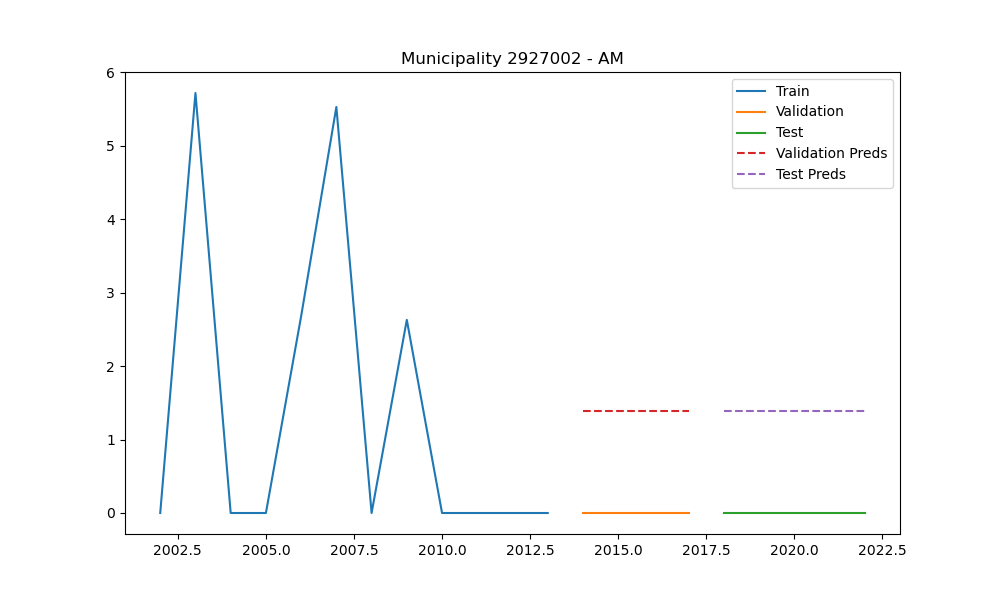 Municipality 2927002 - AM
6
5
4
3
2
1
0
Train
Validation
Test
Validation Preds
Test Preds
2002.5 2005.0 2007.5 2010.0 2012.5 2015.0 2017.5 2020.0 2022.5